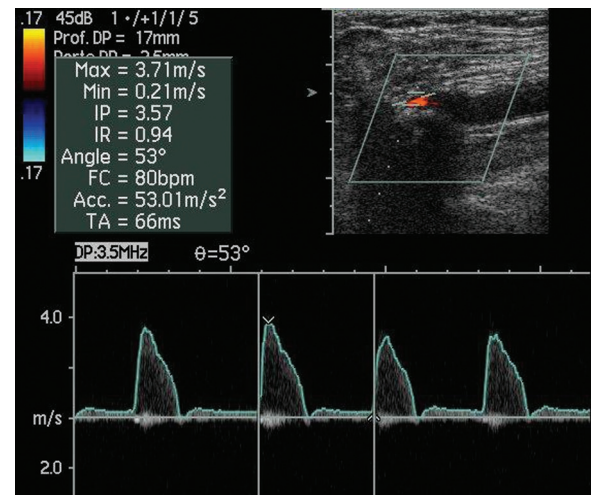 .17 45dB 1 •/+1/1/ 5
Prof. DP = 17mm
Max = 3.71m/s
Min = 0.21m/s
IP = 3.57
IR = 0.94
Angle = 53°
FC = 80bpm
Acc. = 53.01m/s²
TA = 66ms
.17
DP:3.5MHz θ=53°
4.0
m/s
2.0